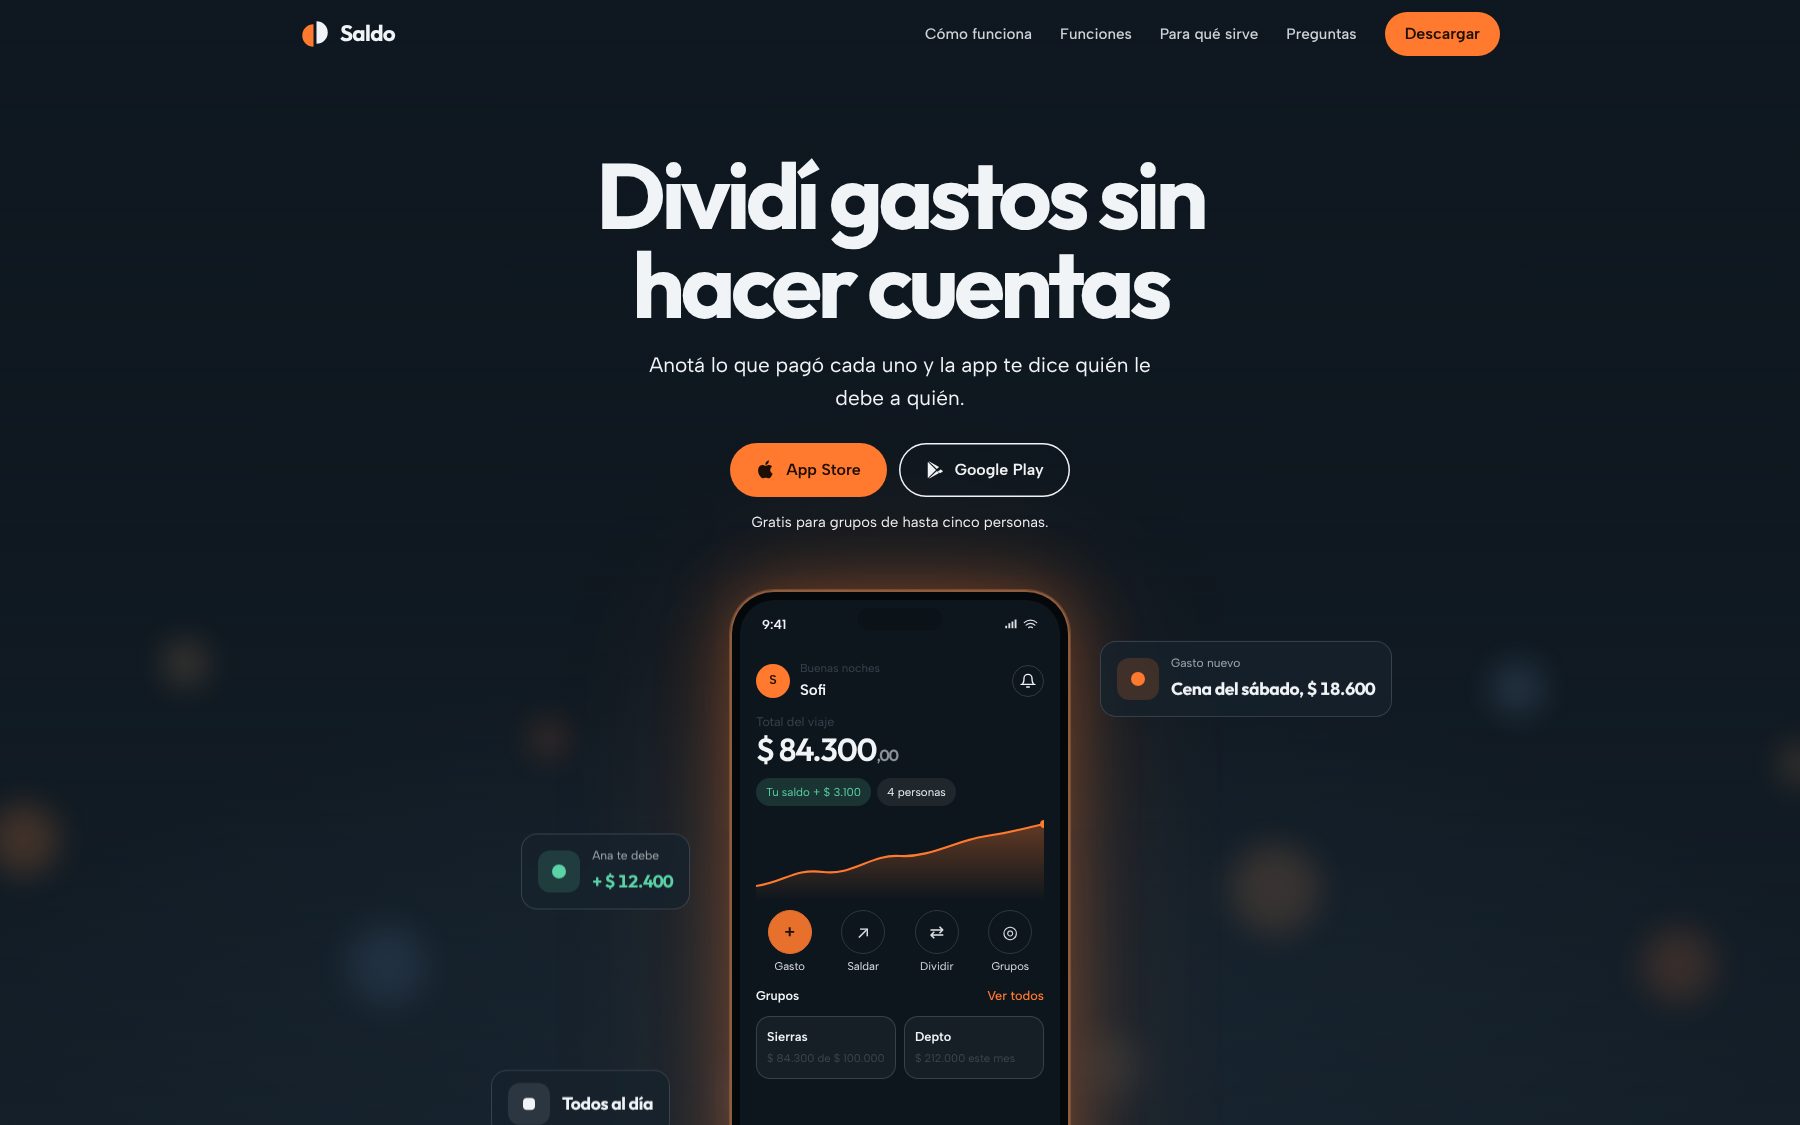 Saldo
Cómo funciona
Funciones
Para qué sirve
Preguntas
Descargar
Dividí gastos sin
hacer cuentas
Anotá lo que pagó cada uno y la app te dice quién le
debe a quién.
App Store
Google Play
Gratis para grupos de hasta cinco personas.
9:41
S
Buenas noches
Sofi
Total del viaje
$ 84.300,00
Tu saldo + $ 3.100
4 personas
Gasto
Saldar
Dividir
Grupos
Grupos
Ver todos
Sierras
$ 84.300 de $ 100.000
Depto
$ 212.000 este mes
Gasto nuevo
Cena del sábado, $ 18.600
Ana te debe
+ $ 12.400
Todos al día